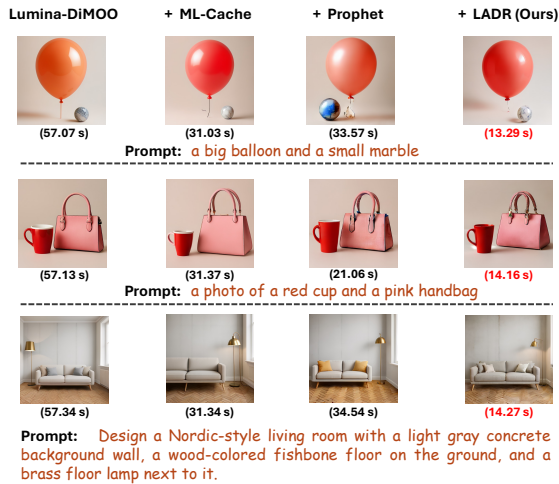 Lumina-DiMOO + ML-Cache + Prophet + LADR (Ours)
(57.07 s) (31.03 s) (33.57 s) (13.29 s)
Prompt: a big balloon and a small marble
(57.13 s) (31.37 s) (21.06 s) (14.16 s)
Prompt: a photo of a red cup and a pink handbag
(57.34 s) (31.34 s) (34.54 s) (14.27 s)
Prompt: Design a Nordic-style living room with a light gray concrete
background wall, a wood-colored fishbone floor on the ground, and a
brass floor lamp next to it.